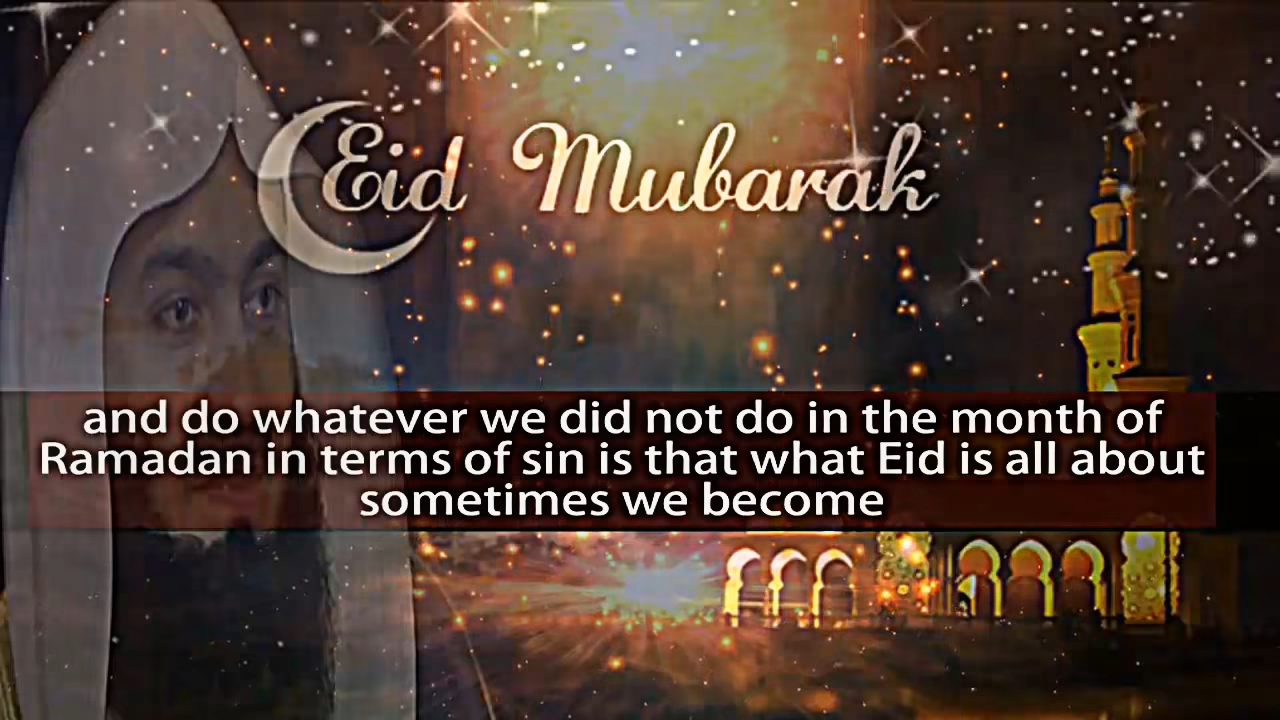 Eid Mubarak
and do whatever we did not do in the month of
Ramadan in terms of sin is that what Eid is all about
sometimes we become